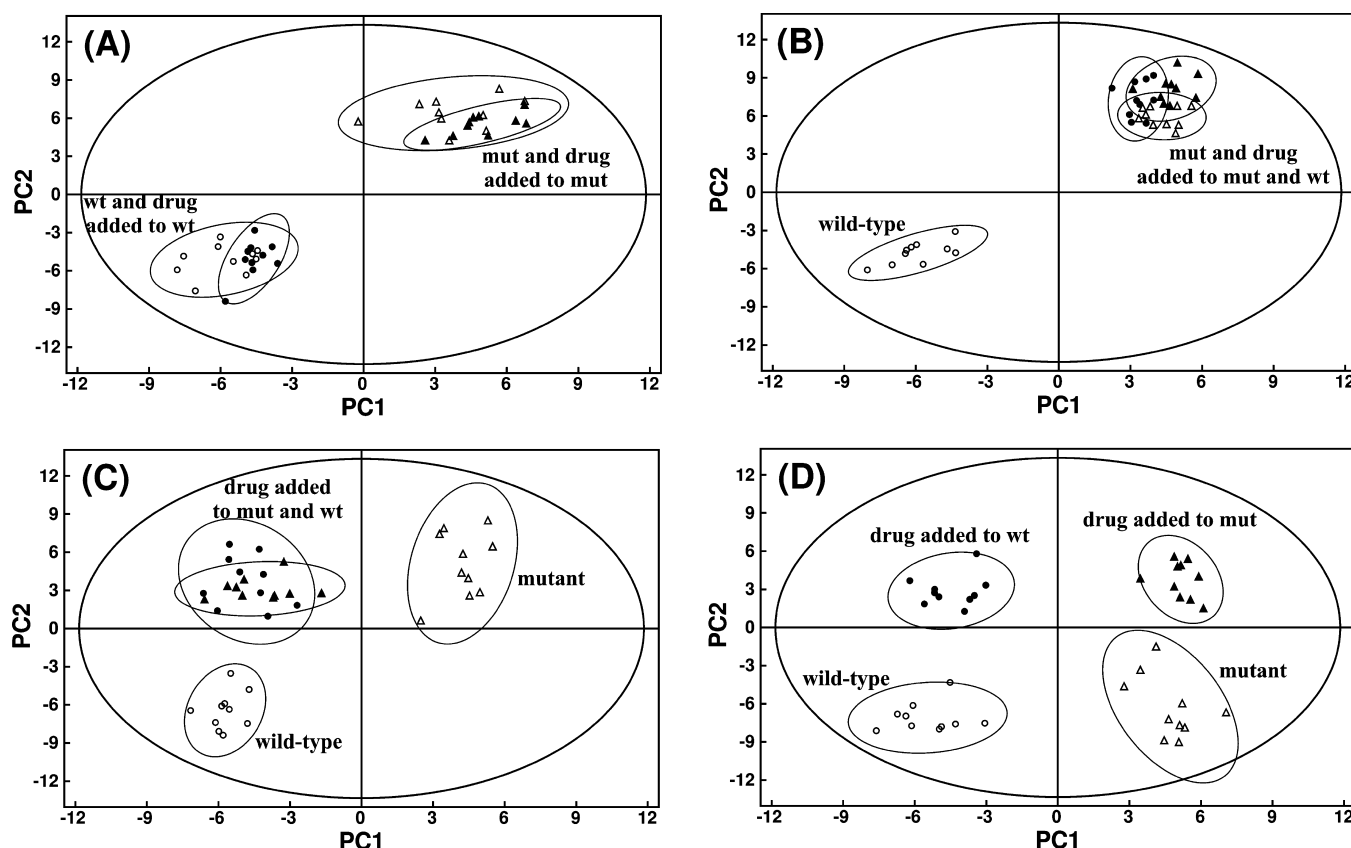 (A)
12
9
6
3
0
-3
-6
-9
-12
PC2
mut and drug
added to mut
wt and drug
added to wt
-12 -9 -6 -3 0 3 6 9 12
PC1
(B)
12
9
6
3
0
-3
-6
-9
-12
PC2
mut and drug
added to mut and wt
wild-type
-12 -9 -6 -3 0 3 6 9 12
PC1
(C)
12
9
6
3
0
-3
-6
-9
-12
PC2
drug added
to mut and wt
mutant
wild-type
-12 -9 -6 -3 0 3 6 9 12
PC1
(D)
12
9
6
3
0
-3
-6
-9
-12
PC2
drug added to wt
drug added to mut
wild-type
mutant
-12 -9 -6 -3 0 3 6 9 12
PC1